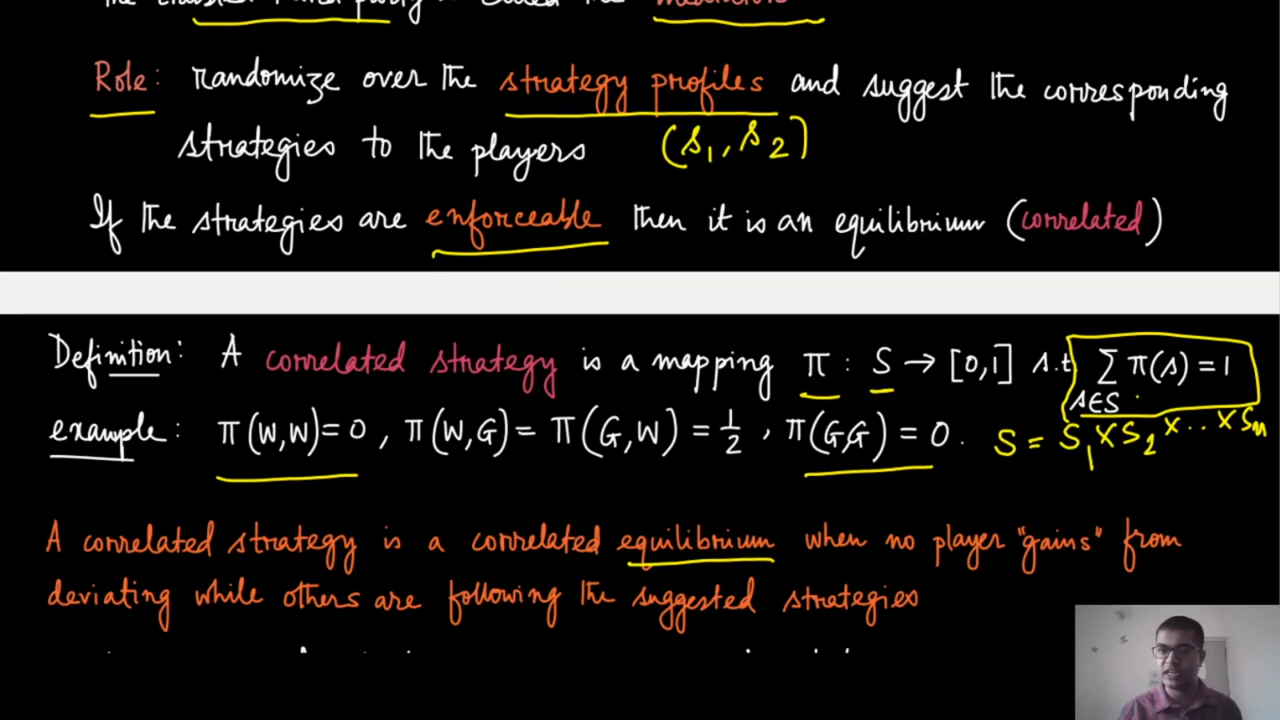 Role: randomize over the strategy profiles and suggest the corresponding
strategies to the players (s₁, s₂)
If the strategies are enforceable then it is an equilibrium (correlated)
Definition: A correlated strategy is a mapping π : S → [0,1] s.t. ∑ π(s) = 1
s∈S
example: π(W,W)=0, π(W,G) = π(G,W) = 1/2, π(G,G) = 0. S = S₁ × S₂ × .. × Sₙ
A correlated strategy is a correlated equilibrium when no player "gains" from
deviating while others are following the suggested strategies